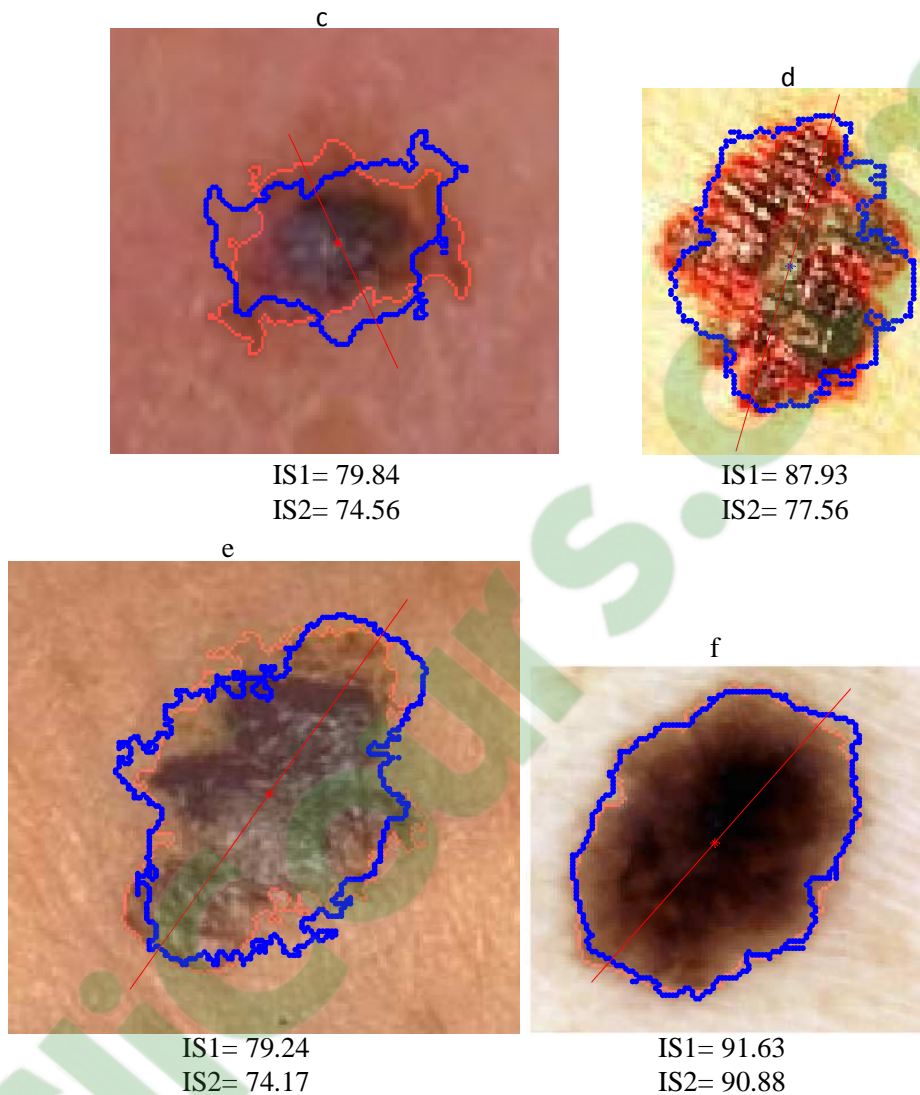 c
d
IS1= 79.84
IS2= 74.56
IS1= 87.93
IS2= 77.56
e
f
IS1= 79.24
IS2= 74.17
IS1= 91.63
IS2= 90.88